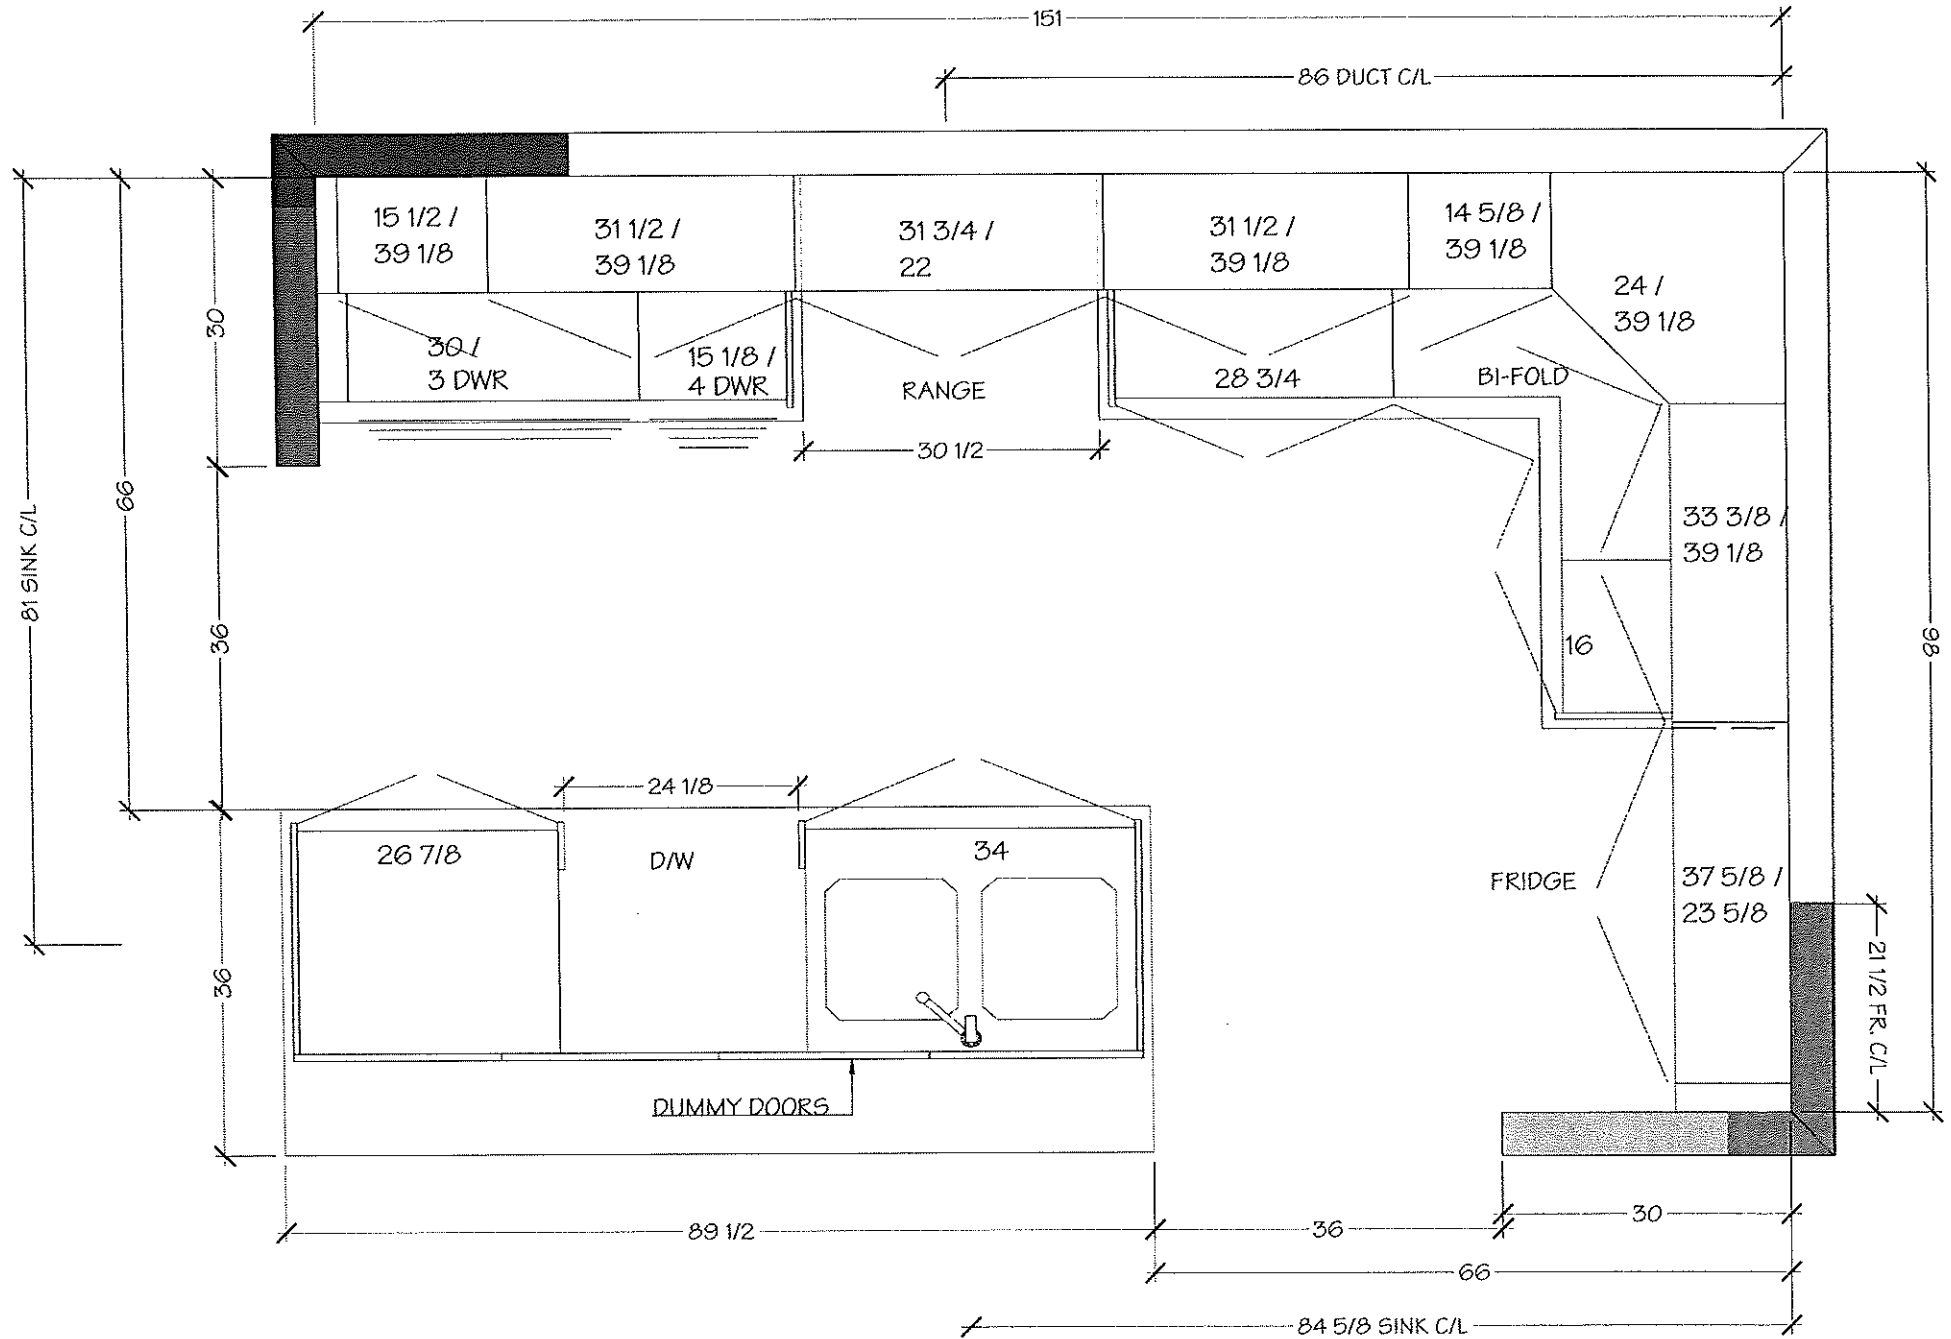 151
86 DUCT C/L
15 1/2 /
39 1/8
31 1/2 /
39 1/8
31 3/4 /
22
31 1/2 /
39 1/8
14 5/8 /
39 1/8
24 /
39 1/8
30 /
3 DWR
15 1/8 /
4 DWR
RANGE
28 3/4
BI-FOLD
30 1/2
30
66
81 SINK C/L
36
33 3/8 /
39 1/8
16
98
24 1/8
26 7/8
D/W
34
FRIDGE
37 5/8 /
23 5/8
21 1/2 FR. C/L
36
DUMMY DOORS
89 1/2
36
30
66
84 5/8 SINK C/L